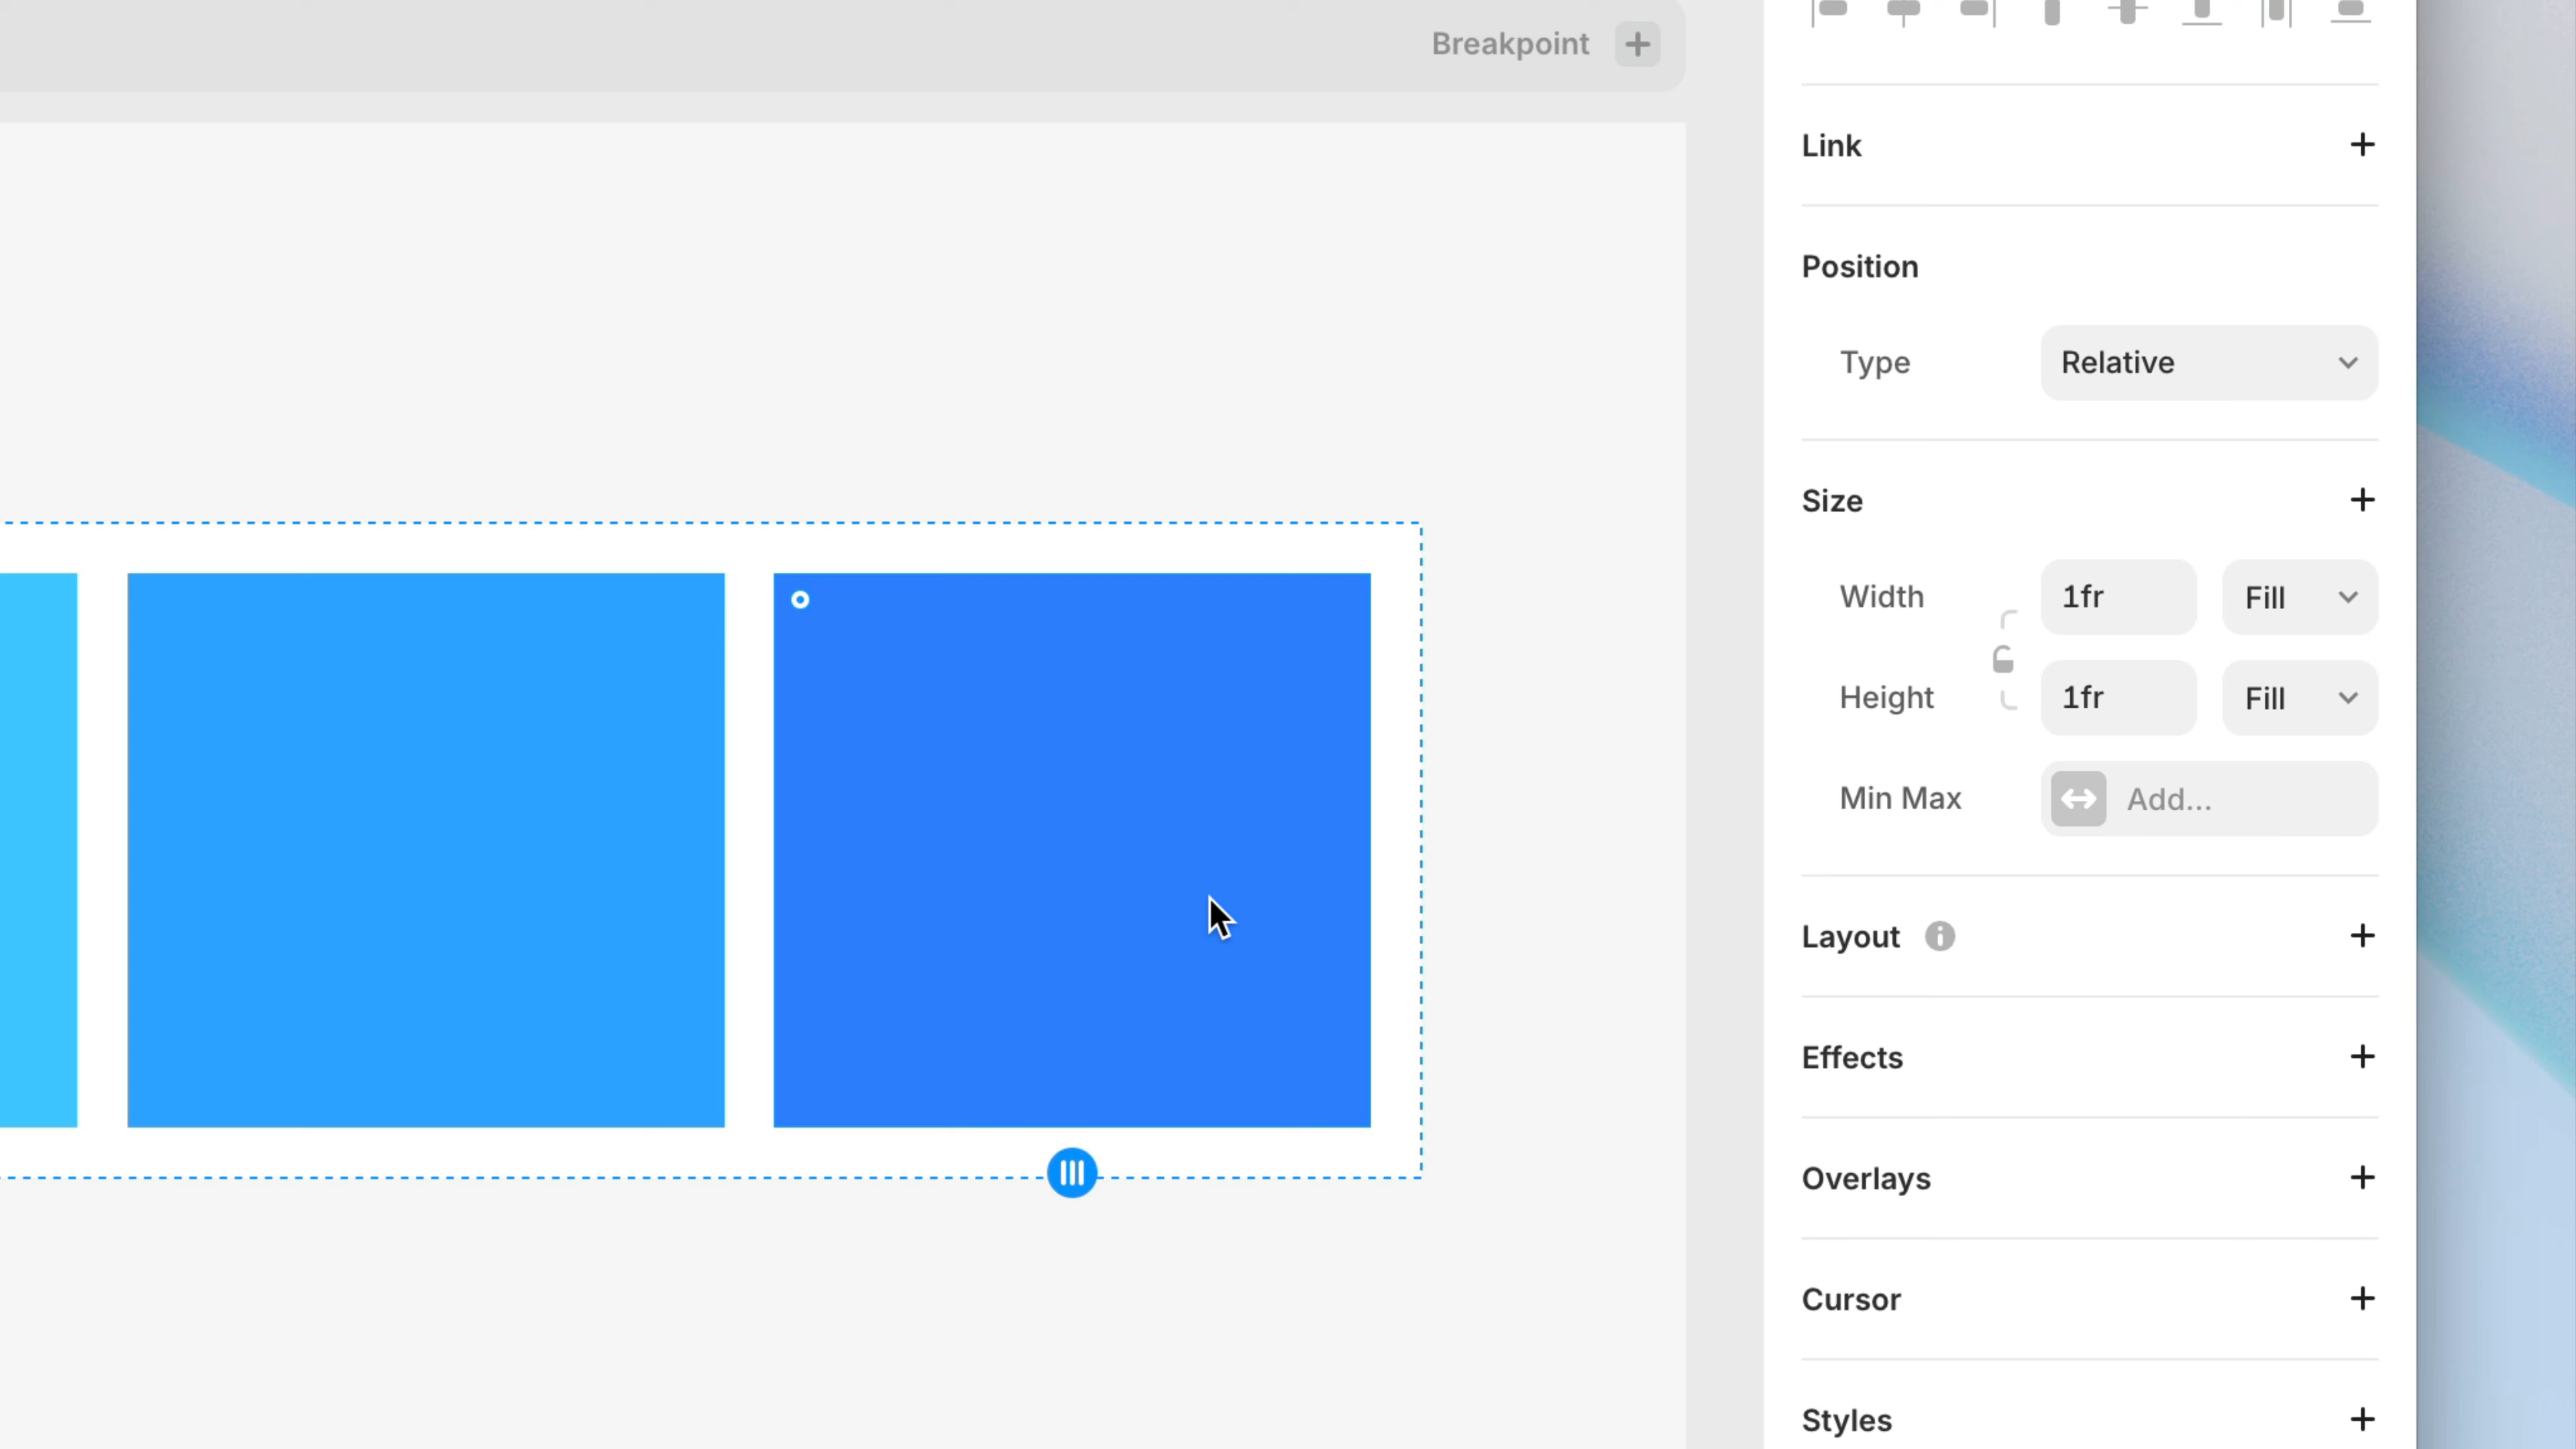 Breakpoint
Link
Position
Type
Relative
Size
Width
1fr
Fill
Height
1fr
Fill
Min Max
Add...
Layout
Effects
Overlays
Cursor
Styles